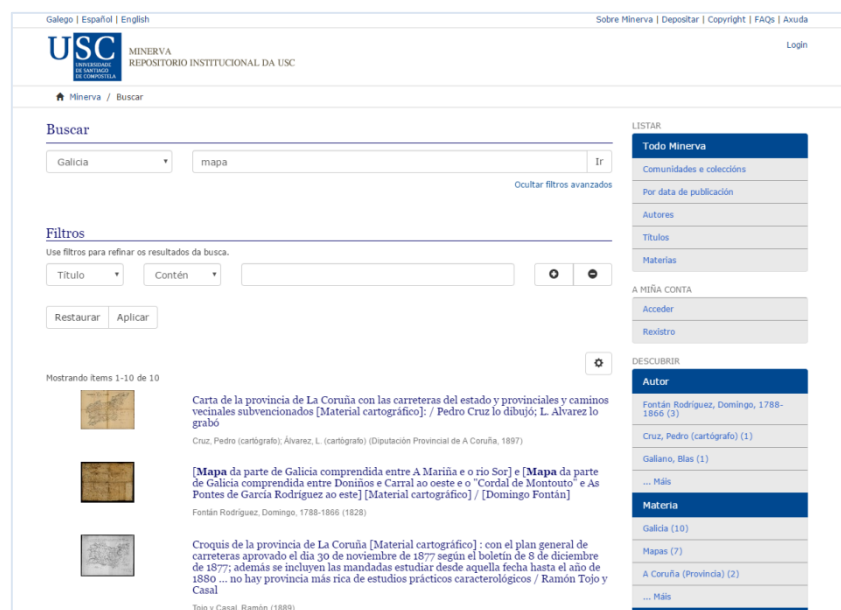 Galego | Español | English
Sobre Minerva | Depositar | Copyright | FAQs | Axuda
USC
UNIVERSIDADE
DE SANTIAGO
DE COMPOSTELA
MINERVA
REPOSITORIO INSTITUCIONAL DA USC
Login
Minerva / Buscar
Buscar
Galicia
mapa
Ir
Ocultar filtros avanzados
Filtros
Use filtros para refinar os resultados da busca.
Título
Contén
Restaurar
Aplicar
Mostrando ítems 1-10 de 10
Carta de la provincia de La Coruña con las carreteras del estado y provinciales y caminos
vecinales subvencionados [Material cartográfico]: / Pedro Cruz lo dibujó; L. Alvarez lo
grabó
Cruz, Pedro (cartógrafo); Álvarez, L. (cartógrafo) (Diputación Provincial de A Coruña, 1897)
[Mapa da parte de Galicia comprendida entre A Mariña e o rio Sor] e [Mapa da parte
de Galicia comprendida entre Doniños e Carral ao oeste e o "Cordal de Montouto" e As
Pontes de García Rodríguez ao este] [Material cartográfico] / [Domingo Fontán]
Fontán Rodríguez, Domingo, 1788-1866 (1828)
Croquis de la provincia de La Coruña [Material cartográfico] : con el plan general de
carreteras aprovado el dia 30 de noviembre de 1877 según el boletin de 8 de diciembre
de 1877; además se incluyen las mandadas estudiar desde aquella fecha hasta el año de
1880 ... no hay provincia más rica de estudios prácticos caracterológicos / Ramón Tojo y
Casal
Tojo y Casal, Ramón (1889)
LISTAR
Todo Minerva
Comunidades e coleccións
Por data de publicación
Autores
Títulos
Materias
A MIÑA CONTA
Acceder
Rexistro
DESCUBRIR
Autor
Fontán Rodríguez, Domingo, 1788-
1866 (3)
Cruz, Pedro (cartógrafo) (1)
Galiano, Blas (1)
... Máis
Materia
Galicia (10)
Mapas (7)
A Coruña (Provincia) (2)
... Máis